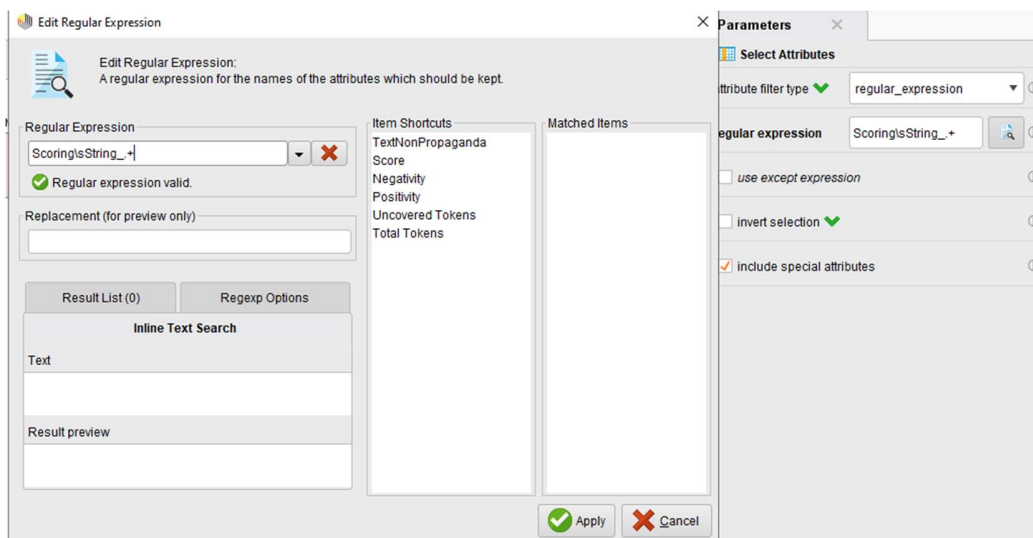 Edit Regular Expression
Edit Regular Expression:
A regular expression for the names of the attributes which should be kept.
Regular Expression
Scoring\sString_.+
Regular expression valid.
Replacement (for preview only)
Result List (0)
Regexp Options
Inline Text Search
Text
Result preview
Item Shortcuts
TextNonPropaganda
Score
Negativity
Positivity
Uncovered Tokens
Total Tokens
Matched Items
Apply
Cancel
Parameters
Select Attributes
ttribute filter type
regular_expression
egular expression
Scoring\sString_.+
use except expression
invert selection
include special attributes